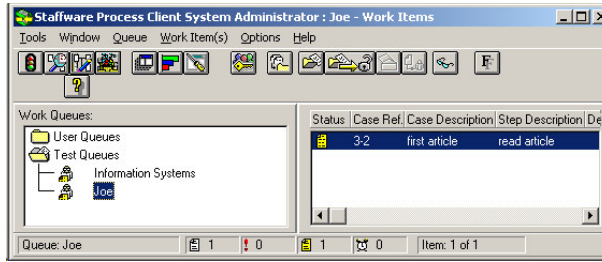 Staffware Process Client System Administrator : Joe - Work Items
Tools Window Queue Work Item(s) Options Help
Work Queues:
User Queues
Test Queues
Information Systems
Joe
Status Case Ref. Case Description Step Description De
3-2 first article read article
Queue: Joe 1 0 1 0 Item: 1 of 1